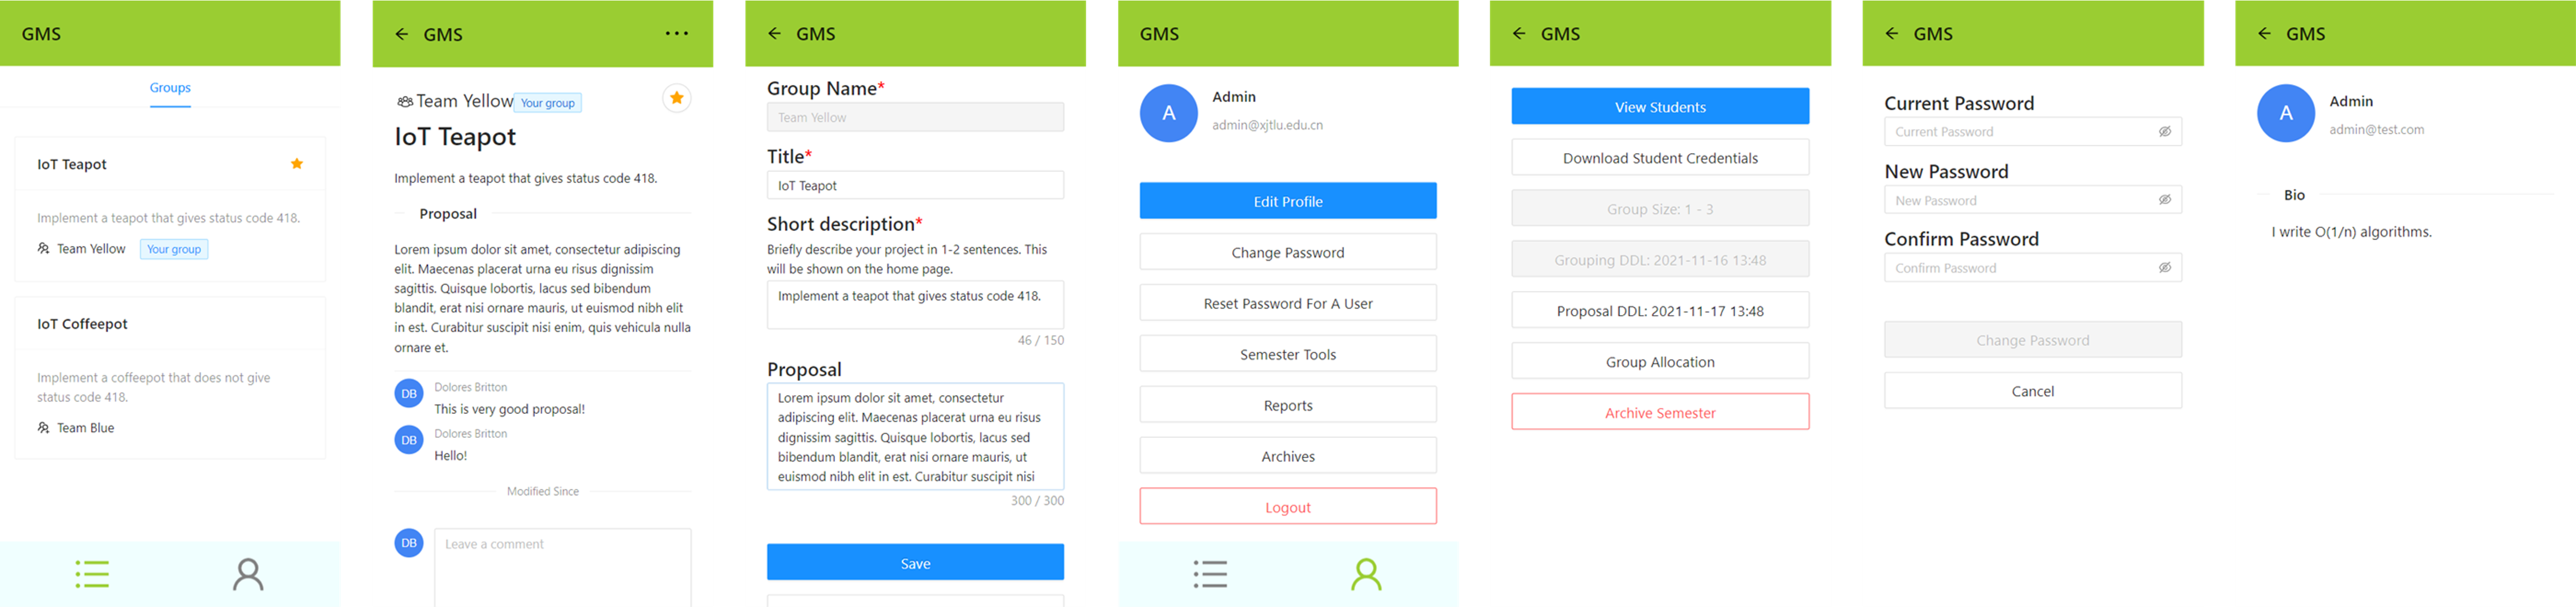 GMS
Groups
IoT Teapot
Implement a teapot that gives status code 418.
Team Yellow Your group
IoT Coffeepot
Implement a coffeepot that does not give
status code 418.
Team Blue
GMS
Team Yellow Your group
IoT Teapot
Implement a teapot that gives status code 418.
Proposal
Lorem ipsum dolor sit amet, consectetur adipiscing
elit. Maecenas placerat urna eu risus dignissim
sagittis. Quisque lobortis, lacus sed bibendum
blandit, erat nisi ornare mauris, ut euismod nibh elit
in est. Curabitur suscipit nisi enim, quis vehicula nulla
ornare et.
DB Dolores Britton
This is very good proposal!
DB Dolores Britton
Hello!
Modified Since
DB Leave a comment
GMS
Group Name*
Team Yellow
Title*
IoT Teapot
Short description*
Briefly describe your project in 1-2 sentences. This
will be shown on the home page.
Implement a teapot that gives status code 418.
46 / 150
Proposal
Lorem ipsum dolor sit amet, consectetur
adipiscing elit. Maecenas placerat urna eu risus
dignissim sagittis. Quisque lobortis, lacus sed
bibendum blandit, erat nisi ornare mauris, ut
euismod nibh elit in est. Curabitur suscipit nisi
300 / 300
Save
GMS
A Admin
admin@xjtlu.edu.cn
Edit Profile
Change Password
Reset Password For A User
Semester Tools
Reports
Archives
Logout
GMS
View Students
Download Student Credentials
Group Size: 1 - 3
Grouping DDL: 2021-11-16 13:48
Proposal DDL: 2021-11-17 13:48
Group Allocation
Archive Semester
GMS
Current Password
Current Password
New Password
New Password
Confirm Password
Confirm Password
Change Password
Cancel
GMS
A Admin
admin@test.com
Bio
I write O(1/n) algorithms.